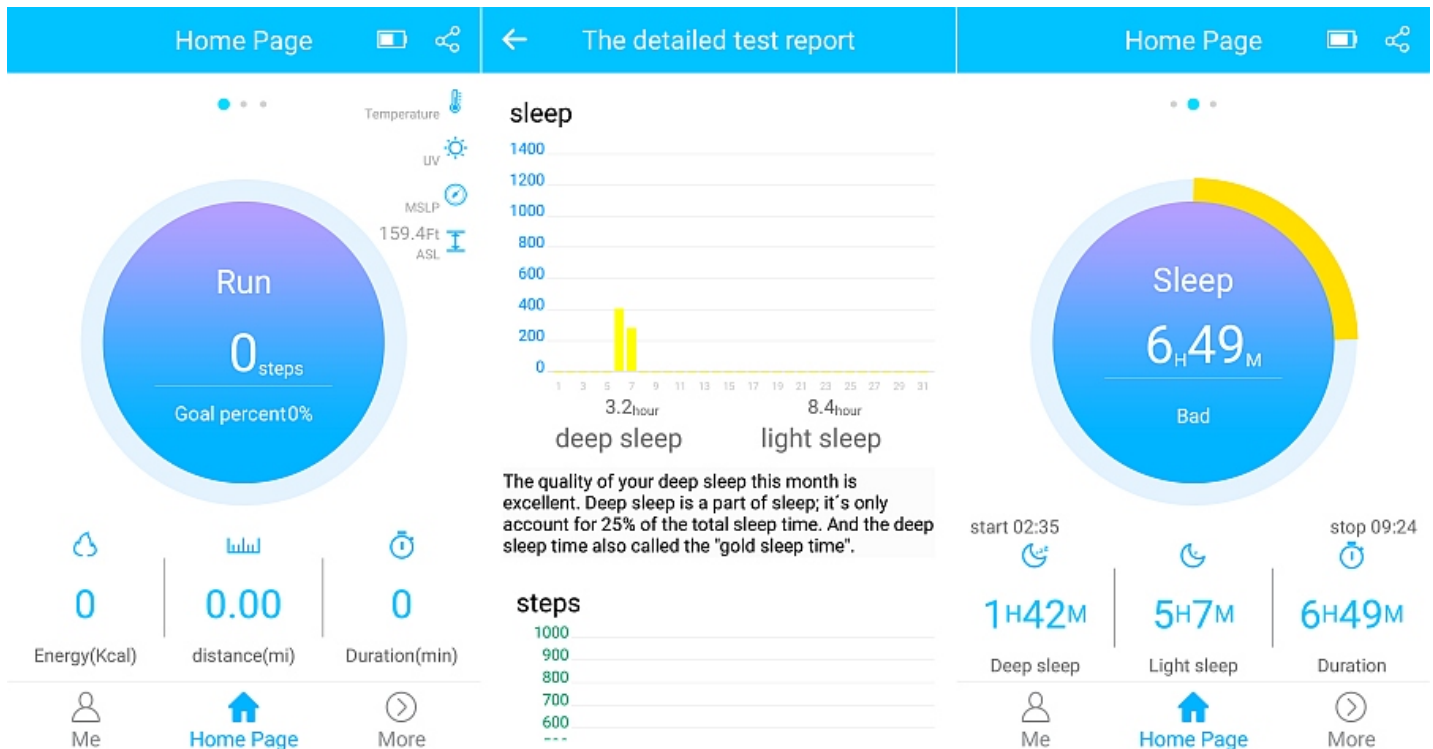 Home Page
Temperature
UV
MSLP
159.4Ft
ASL
Run
0 steps
Goal percent0%
0
0.00
0
Energy(Kcal)
distance(mi)
Duration(min)
Me
Home Page
More
The detailed test report
sleep
1400
1200
1000
800
600
400
200
0
1 3 5 7 9 11 13 15 17 19 21 23 25 27 29 31
3.2hour
8.4hour
deep sleep
light sleep
The quality of your deep sleep this month is
excellent. Deep sleep is a part of sleep; it´s only
account for 25% of the total sleep time. And the deep
sleep time also called the "gold sleep time".
steps
1000
900
800
700
600
Home Page
Sleep
6H49M
Bad
start 02:35
stop 09:24
1H42M
5H7M
6H49M
Deep sleep
Light sleep
Duration
Me
Home Page
More